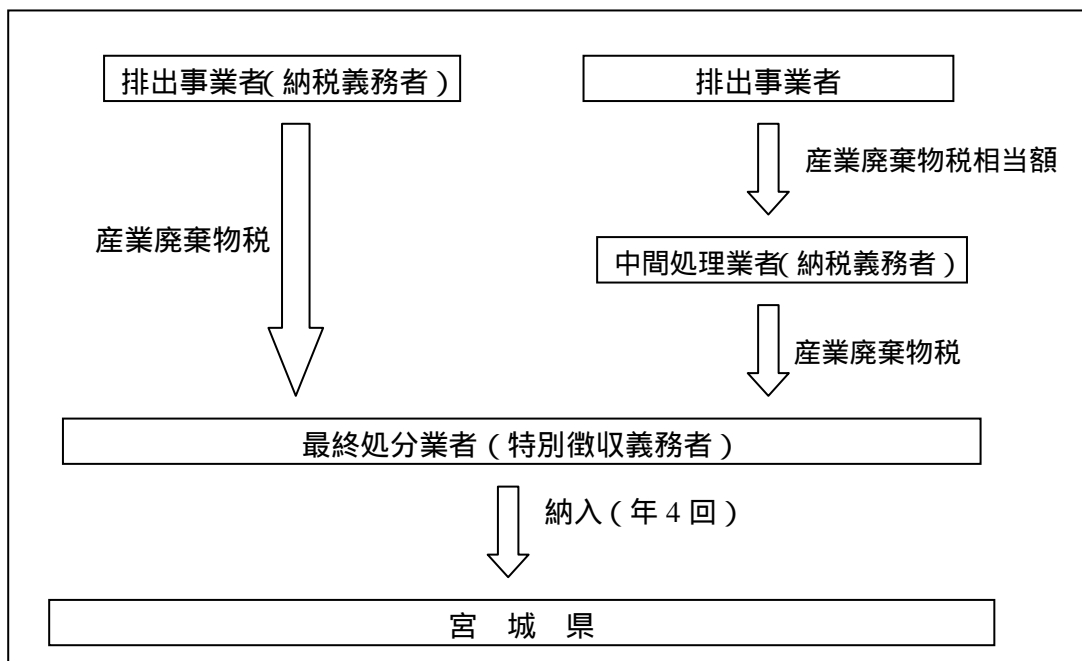 排出事業者(納税義務者)
排出事業者
産業廃棄物税相当額
産業廃棄物税
中間処理業者(納税義務者)
産業廃棄物税
最終処分業者(特別徴収義務者)
納入(年4回)
宮 城 県